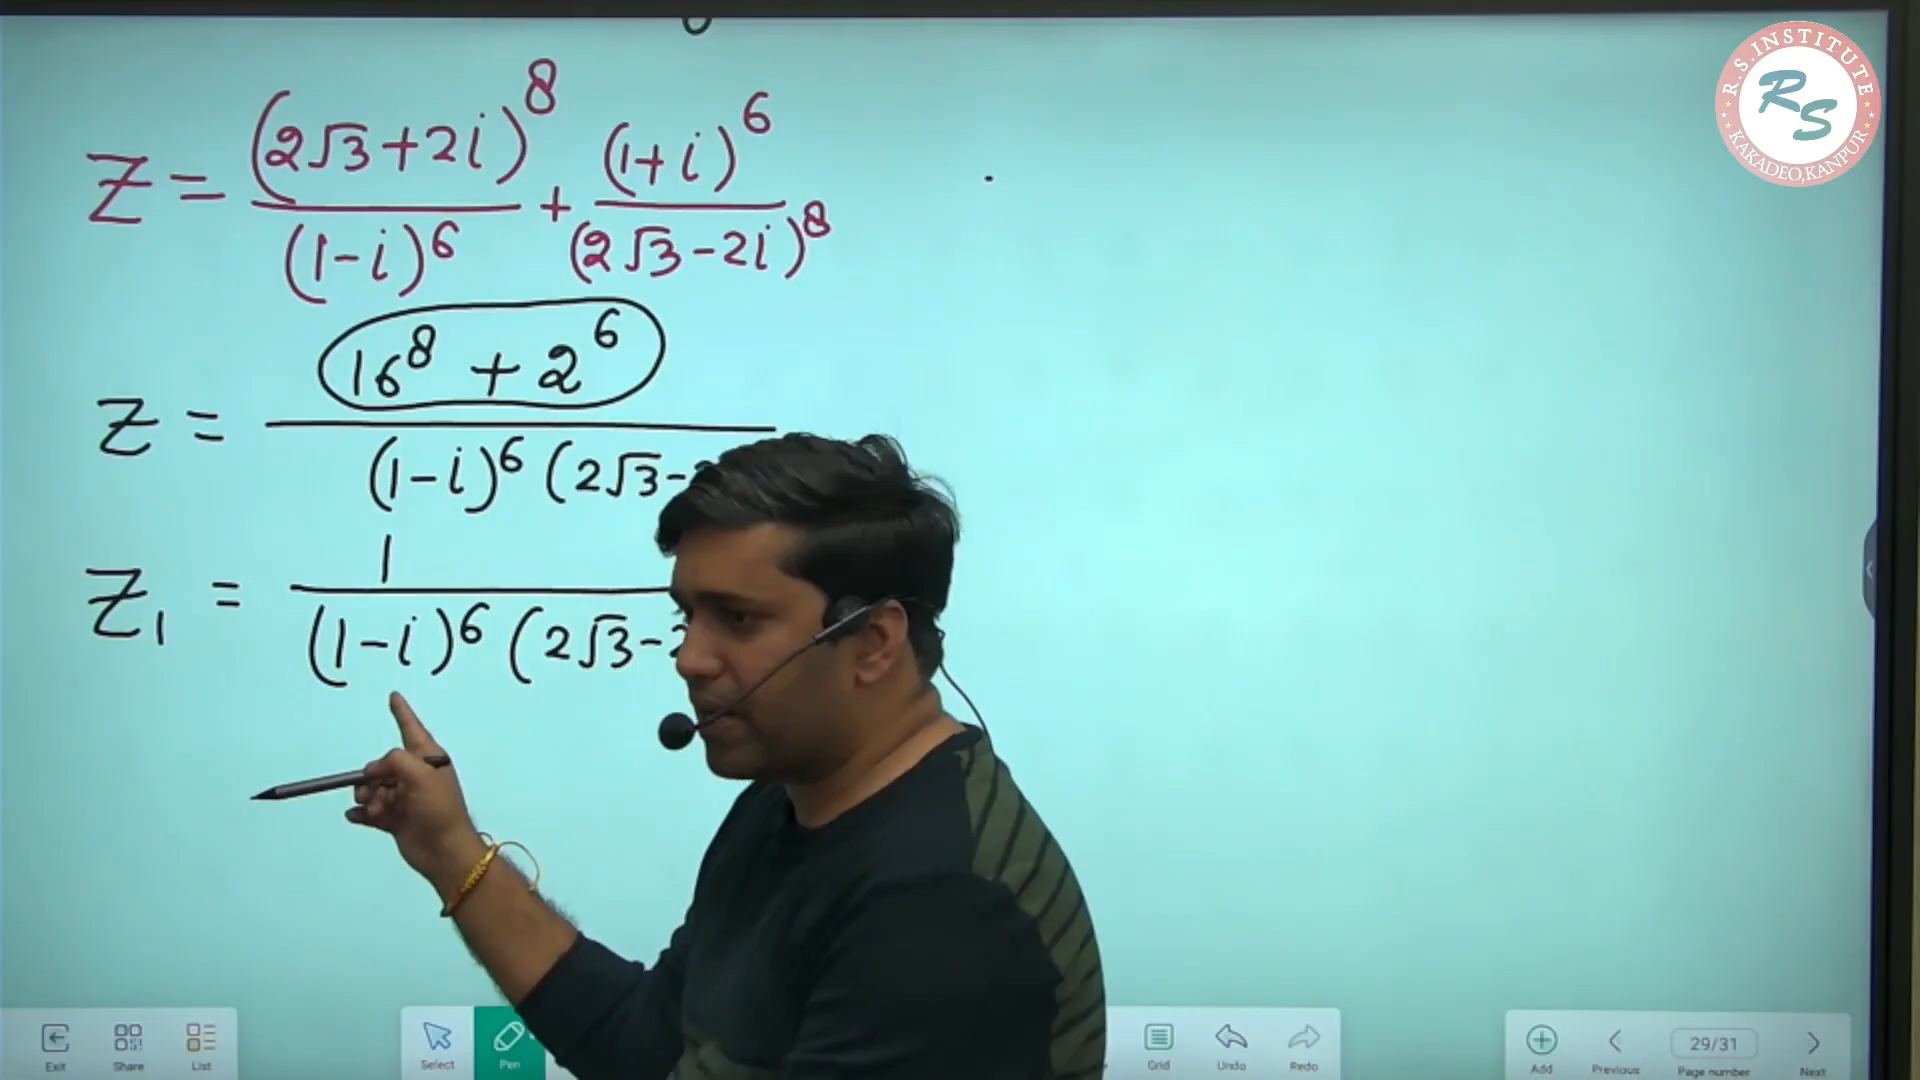 R.S.INSTITUTE
RS
KAKADEO,KANPUR
Z = (2√3+2i)^8 / (1-i)^6 + (1+i)^6 / (2√3-2i)^8
Z = 16^8 + 2^6 / (1-i)^6 (2√3-
Z₁ = 1 / (1-i)^6 (2√3-2
Exit Share List Select Pen Grid Undo Redo Add Previous 29/31 Page number Next